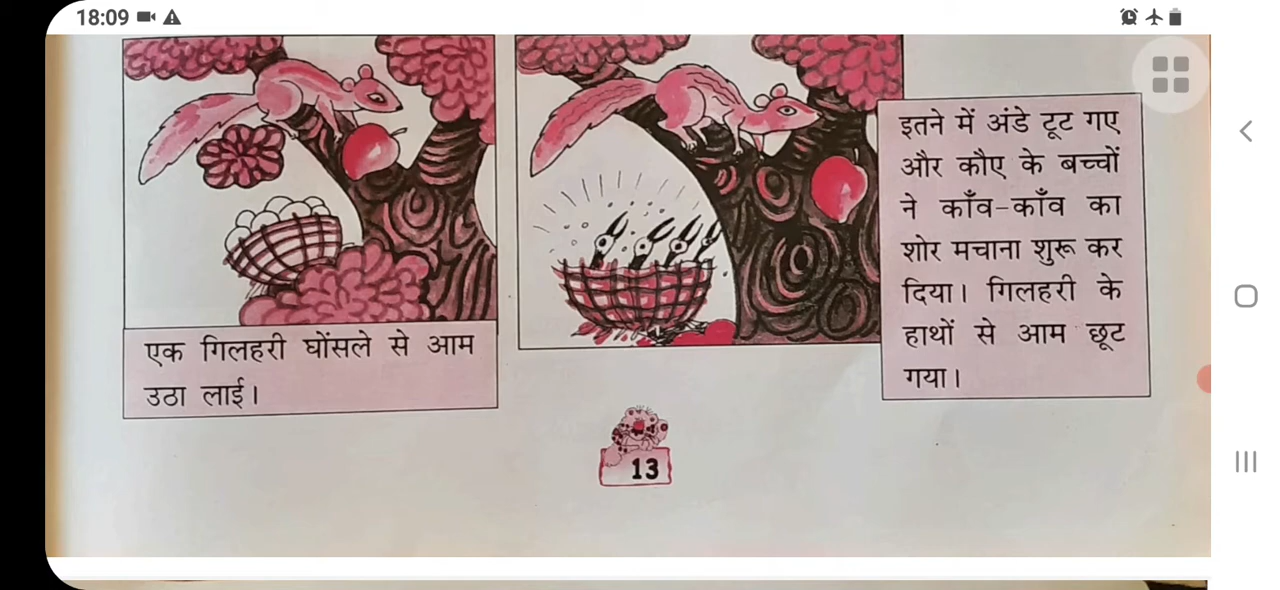 18:09
एक गिलहरी घोंसले से आम
उठा लाई।
इतने में अंडे टूट गए
और कौए के बच्चों
ने काँव-काँव का
शोर मचाना शुरू कर
दिया। गिलहरी के
हाथों से आम छूट
गया।
13